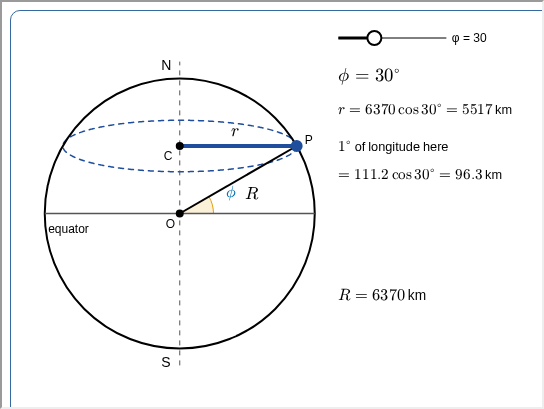 φ = 30
ϕ = 30°
r = 6370 cos 30° = 5517 km
1° of longitude here
= 111.2 cos 30° = 96.3 km
R = 6370 km
N
r
P
C
ϕ R
O
equator
S